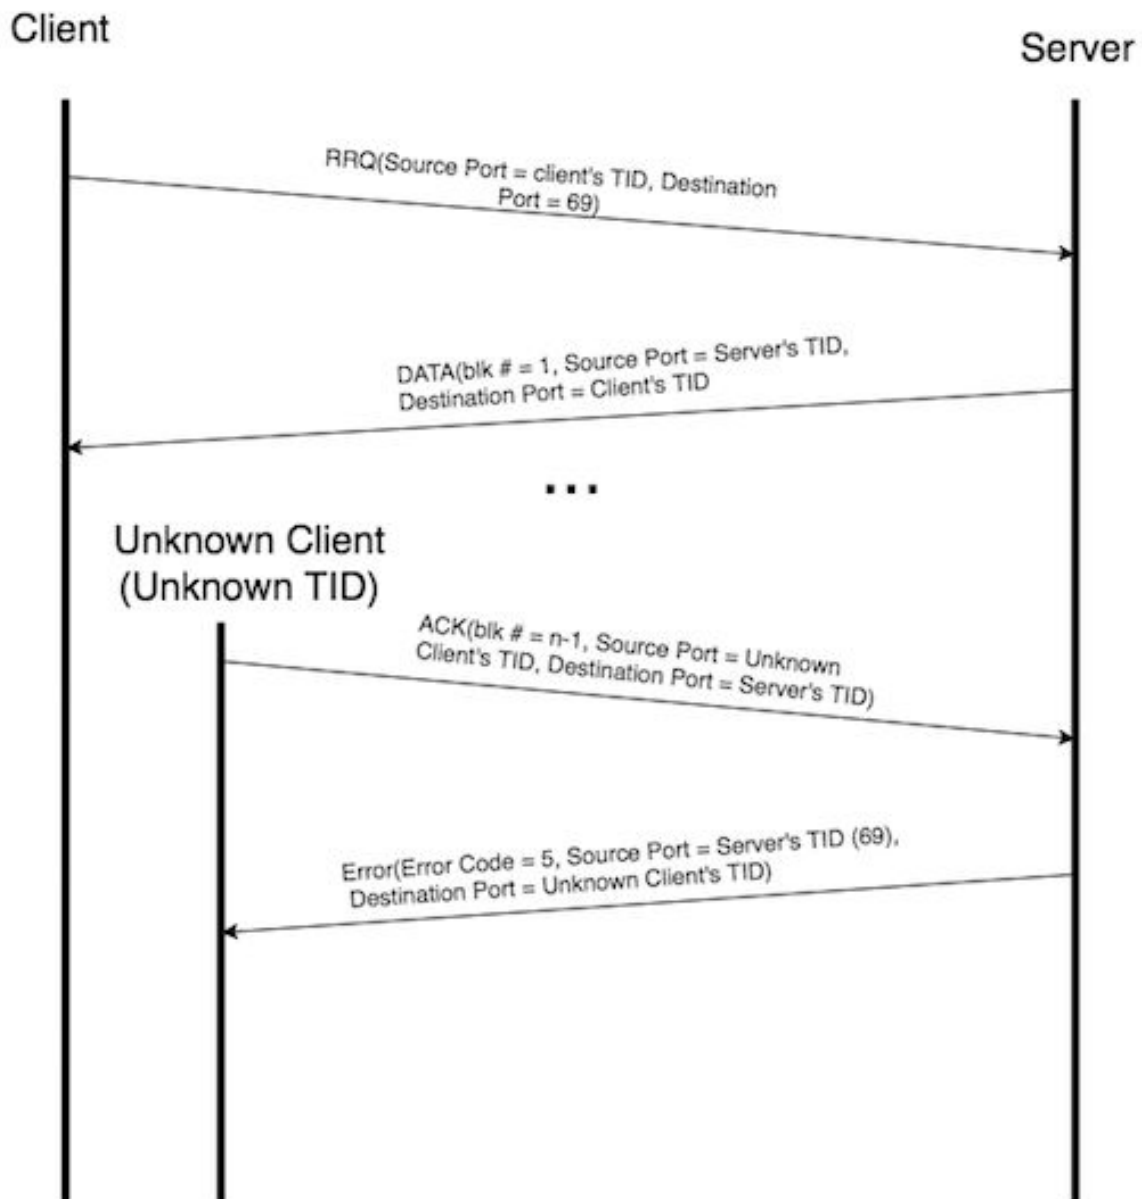 Client
Server
RRQ(Source Port = client's TID, Destination
Port = 69)
DATA(blk # = 1, Source Port = Server's TID,
Destination Port = Client's TID
...
Unknown Client
(Unknown TID)
ACK(blk # = n-1, Source Port = Unknown
Client's TID, Destination Port = Server's TID)
Error(Error Code = 5, Source Port = Server's TID (69),
Destination Port = Unknown Client's TID)